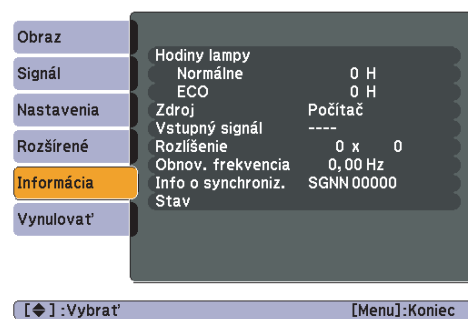 Obraz
Signál
Nastavenia
Rozšírené
Informácia
Vynulovať
Hodiny lampy
Normálne 0 H
ECO 0 H
Zdroj Počítač
Vstupný signál ----
Rozlíšenie 0 x 0
Obnov. frekvencia 0,00 Hz
Info o synchroniz. SGNN 00000
Stav
[◆] :Vybrať [Menu]:Koniec